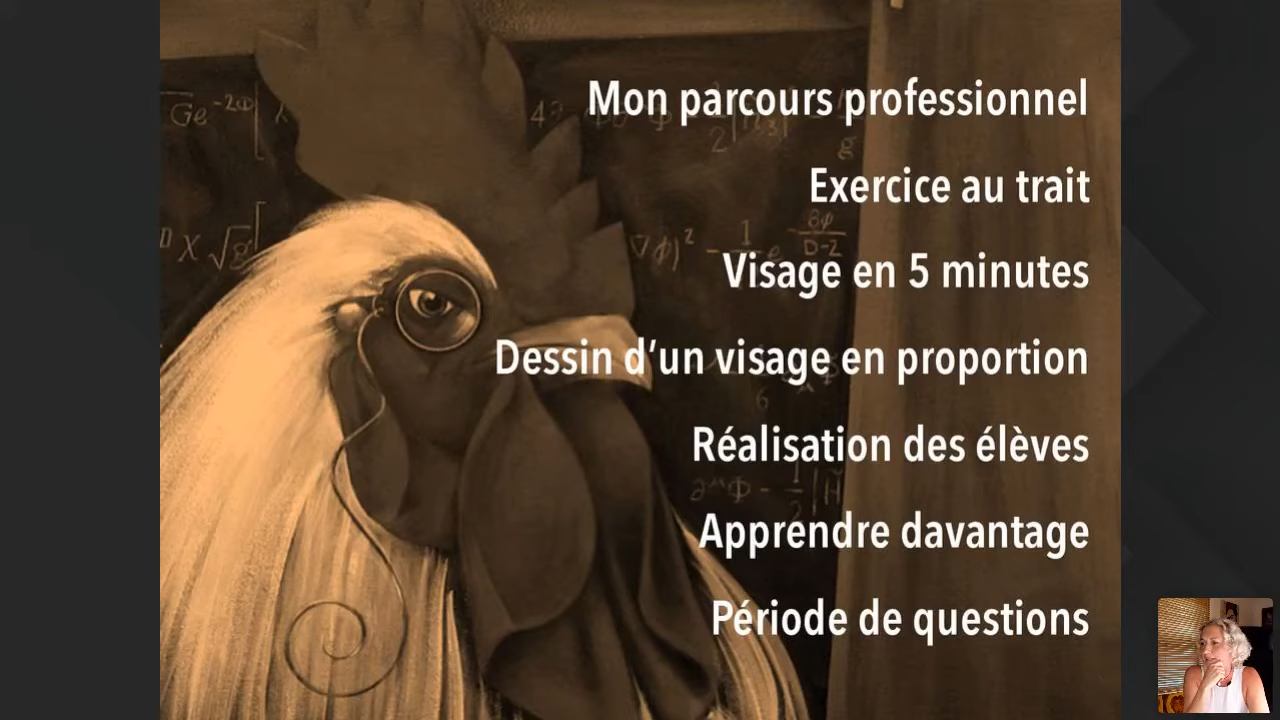 Mon parcours professionnel
Exercice au trait
Visage en 5 minutes
Dessin d'un visage en proportion
Réalisation des élèves
Apprendre davantage
Période de questions